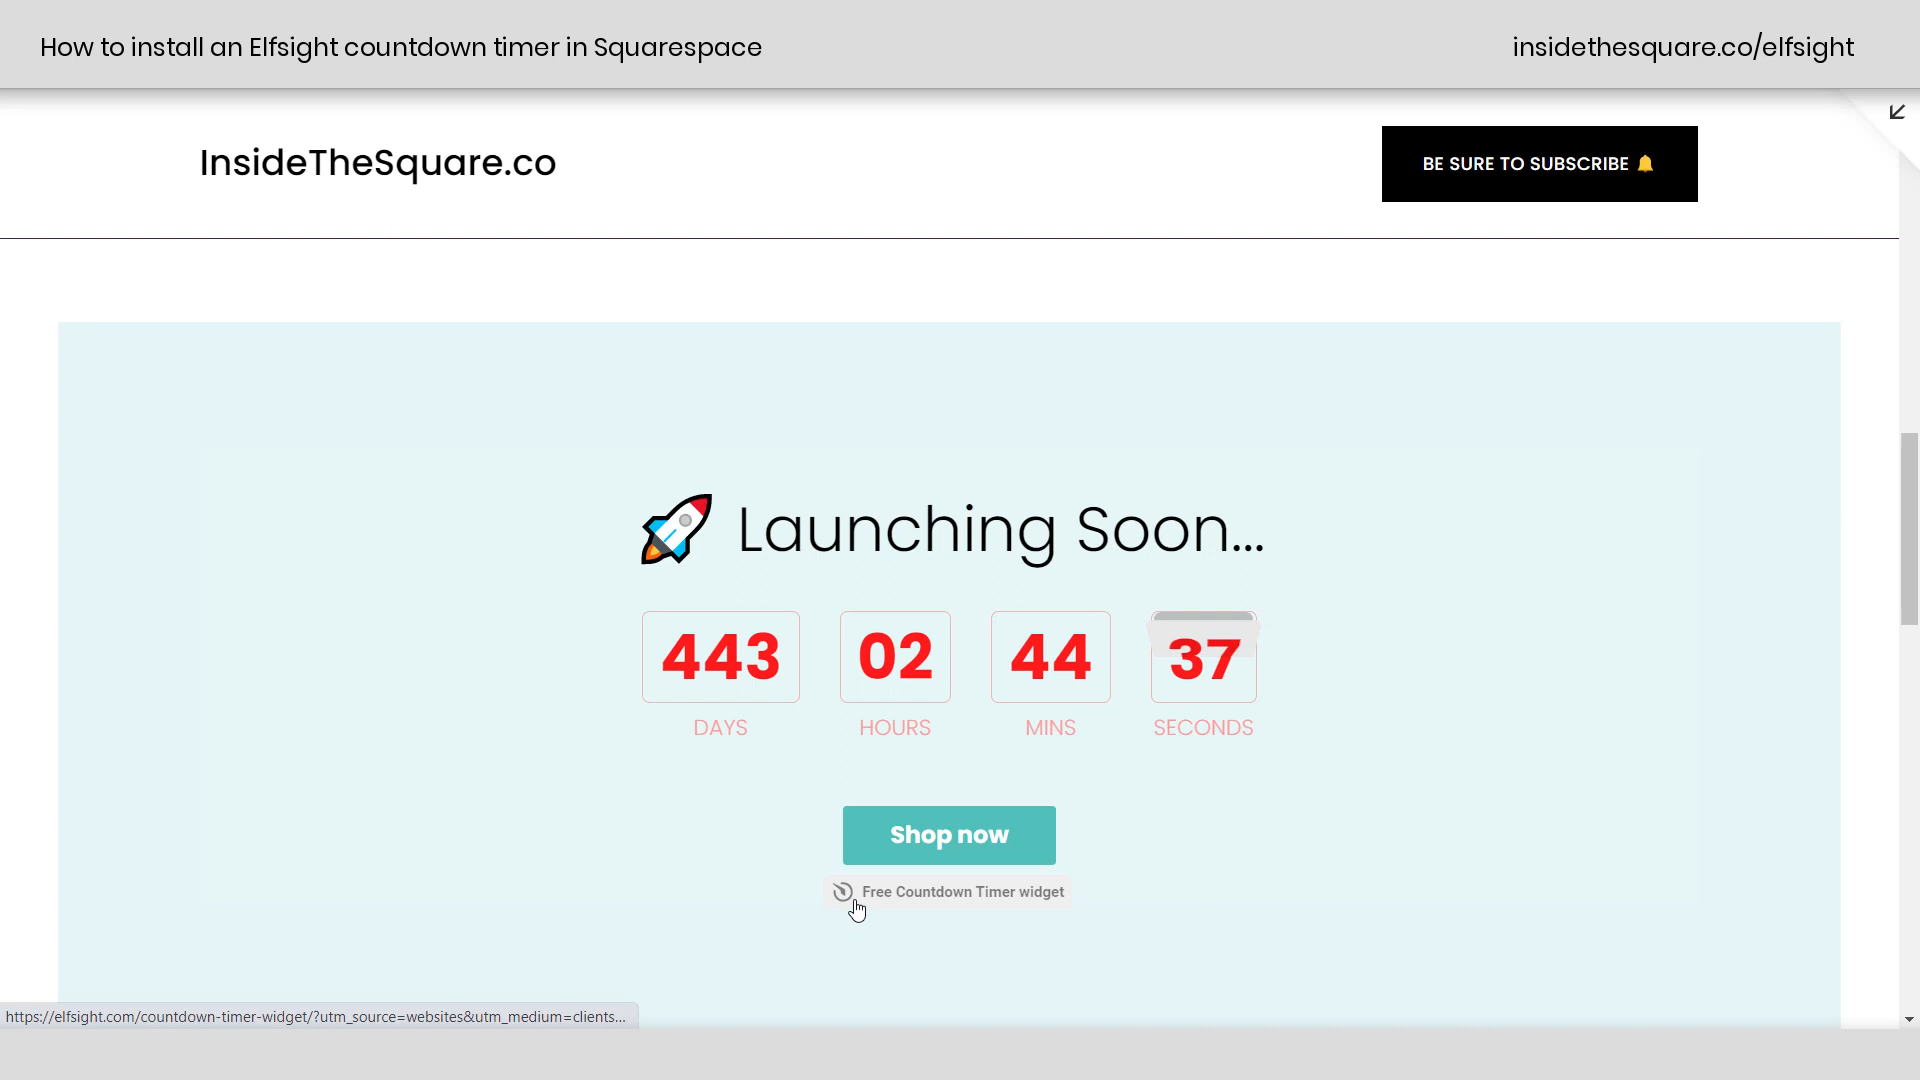 How to install an Elfsight countdown timer in Squarespace
insidethesquare.co/elfsight
InsideTheSquare.co
BE SURE TO SUBSCRIBE 🔔
🚀 Launching Soon...
443 02 44 37
DAYS HOURS MINS SECONDS
Shop now
Free Countdown Timer widget
https://elfsight.com/countdown-timer-widget/?utm_source=websites&utm_medium=clients...